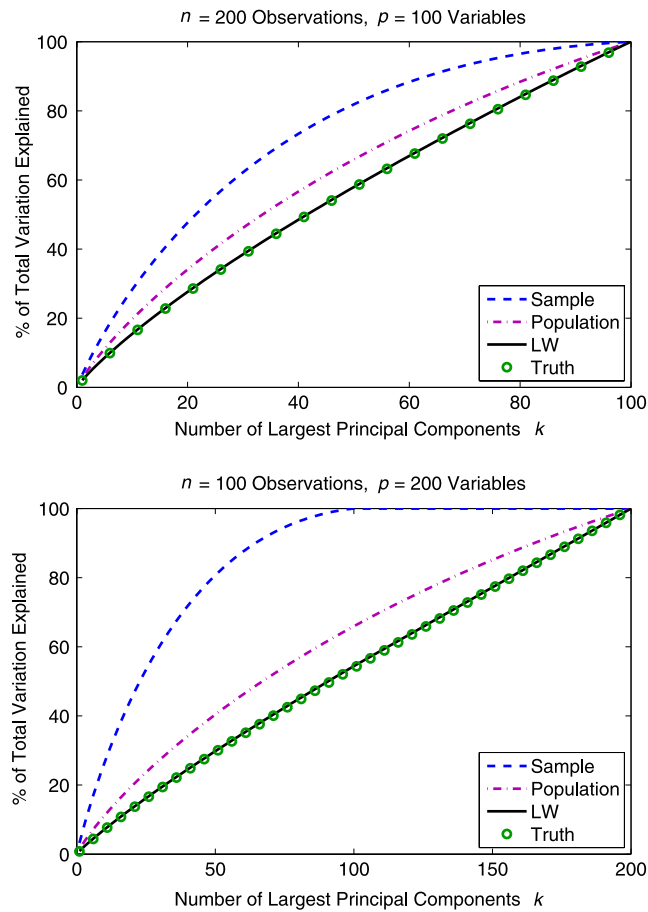 n = 200 Observations, p = 100 Variables
100
80
60
40
20
0
% of Total Variation Explained
Sample
Population
LW
Truth
0 20 40 60 80 100
Number of Largest Principal Components k
n = 100 Observations, p = 200 Variables
100
80
60
40
20
0
% of Total Variation Explained
Sample
Population
LW
Truth
0 50 100 150 200
Number of Largest Principal Components k